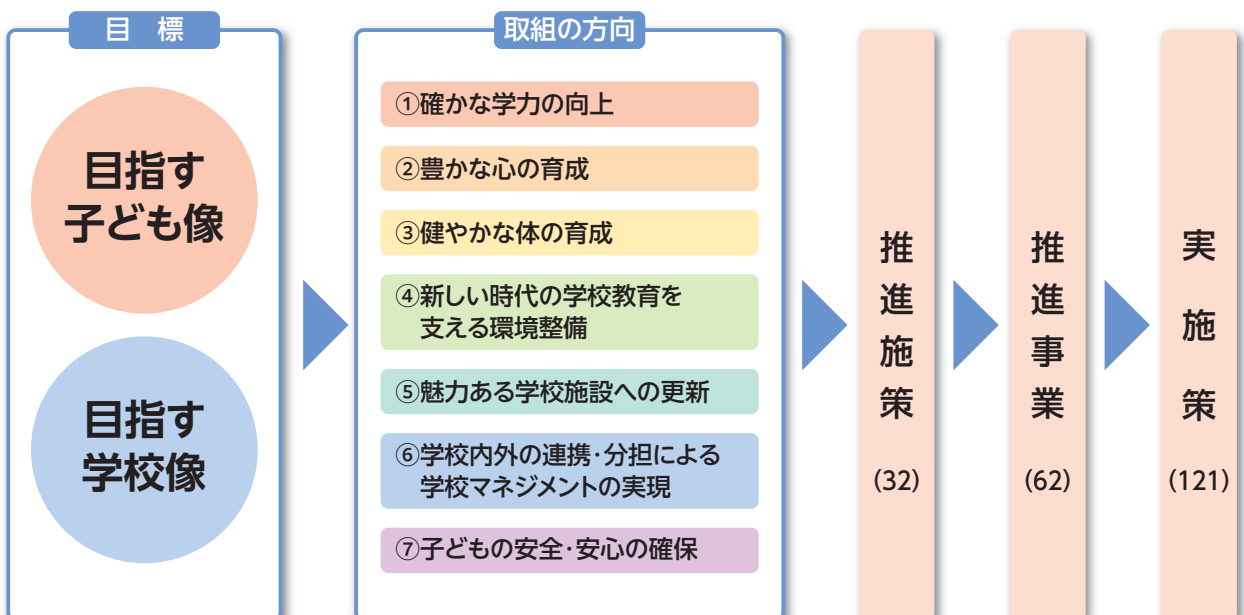 目 標
目指す
子ども像
目指す
学校像
取組の方向
①確かな学力の向上
②豊かな心の育成
③健やかな体の育成
④新しい時代の学校教育を
支える環境整備
⑤魅力ある学校施設への更新
⑥学校内外の連携・分担による
学校マネジメントの実現
⑦子どもの安全・安心の確保
推進施策
(32)
推進事業
(62)
実施策
(121)